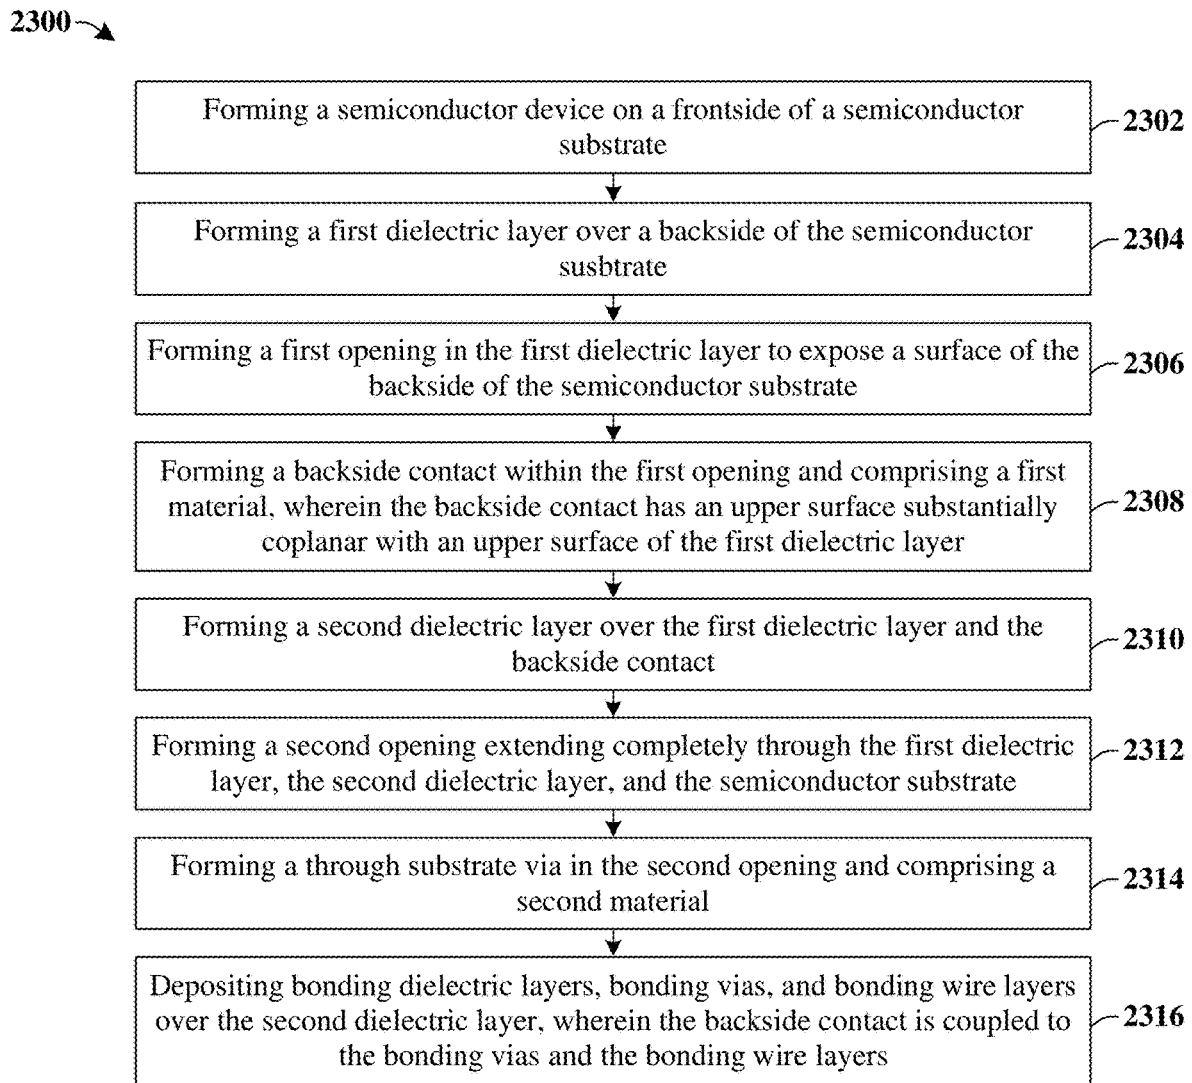 2300
Forming a semiconductor device on a frontside of a semiconductor
substrate
2302
Forming a first dielectric layer over a backside of the semiconductor
susbtrate
2304
Forming a first opening in the first dielectric layer to expose a surface of the
backside of the semiconductor substrate
2306
Forming a backside contact within the first opening and comprising a first
material, wherein the backside contact has an upper surface substantially
coplanar with an upper surface of the first dielectric layer
2308
Forming a second dielectric layer over the first dielectric layer and the
backside contact
2310
Forming a second opening extending completely through the first dielectric
layer, the second dielectric layer, and the semiconductor substrate
2312
Forming a through substrate via in the second opening and comprising a
second material
2314
Depositing bonding dielectric layers, bonding vias, and bonding wire layers
over the second dielectric layer, wherein the backside contact is coupled to
the bonding vias and the bonding wire layers
2316